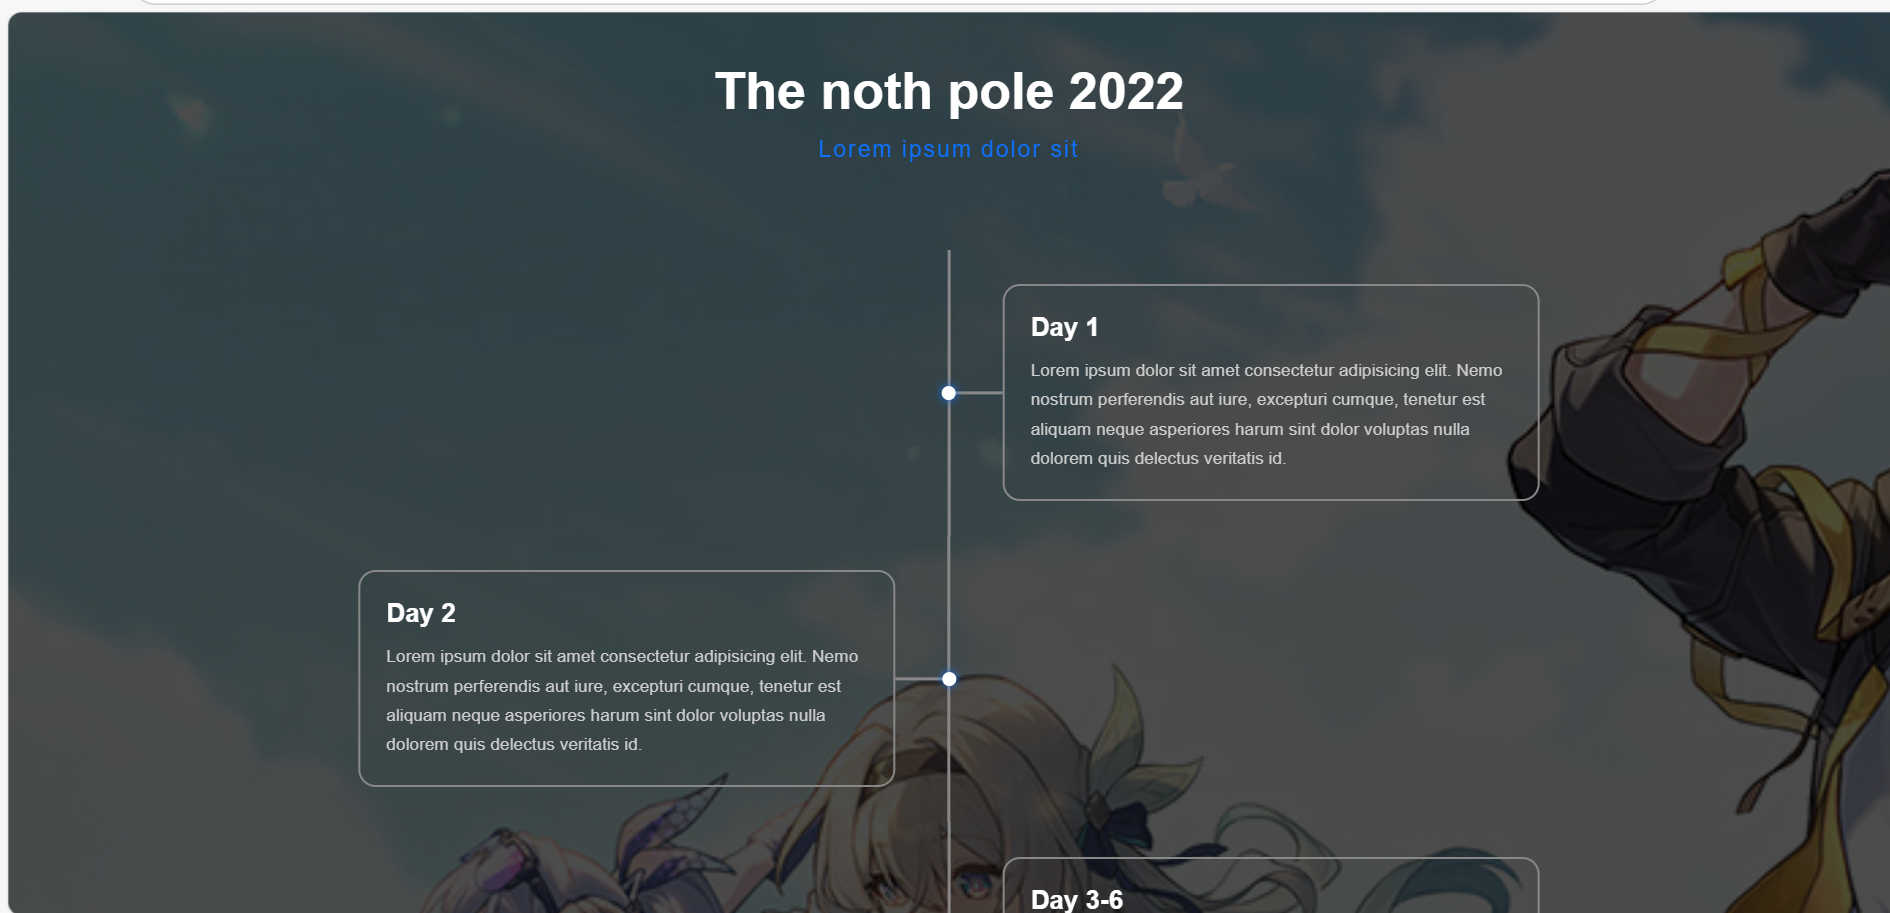 The noth pole 2022
Lorem ipsum dolor sit
Day 1
Lorem ipsum dolor sit amet consectetur adipisicing elit. Nemo
nostrum perferendis aut iure, excepturi cumque, tenetur est
aliquam neque asperiores harum sint dolor voluptas nulla
dolorem quis delectus veritatis id.
Day 2
Lorem ipsum dolor sit amet consectetur adipisicing elit. Nemo
nostrum perferendis aut iure, excepturi cumque, tenetur est
aliquam neque asperiores harum sint dolor voluptas nulla
dolorem quis delectus veritatis id.
Day 3-6